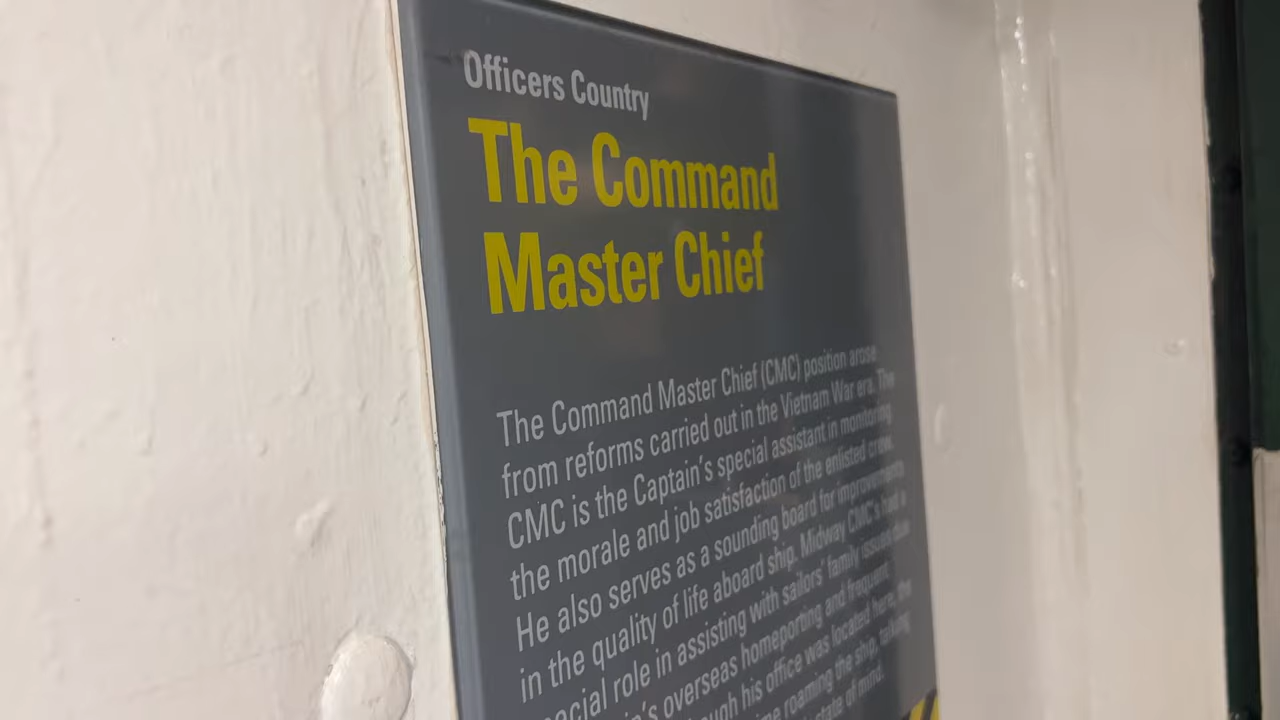 Officers Country
The Command
Master Chief
The Command Master Chief (CMC) position arose
from reforms carried out in the Vietnam War era. The
CMC is the Captain's special assistant in monitoring
the morale and job satisfaction of the enlisted crew.
He also serves as a sounding board for improvements
in the quality of life aboard ship. Midway CMC's had a
role in assisting with sailors' family issues due
overseas homeporting and frequent
his office was located here, the
roaming the ship, talking
state of mind.